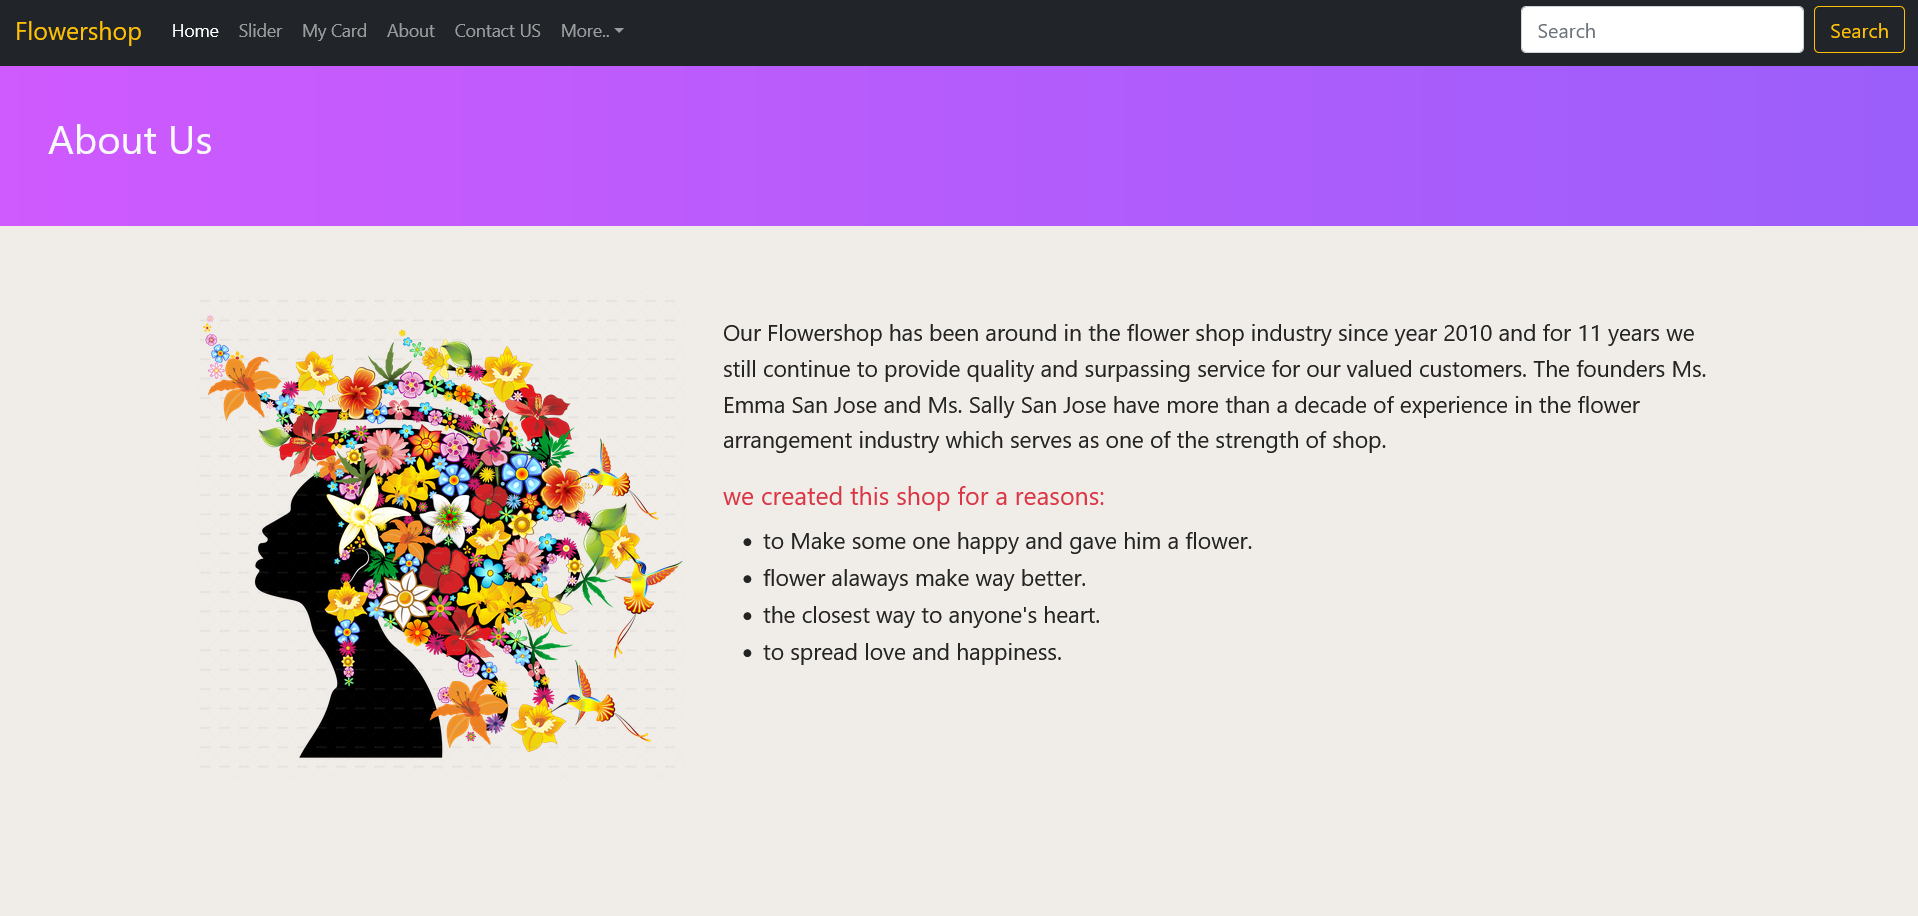 Flowershop Home Slider My Card About Contact US More.. Search Search
About Us
Our Flowershop has been around in the flower shop industry since year 2010 and for 11 years we
still continue to provide quality and surpassing service for our valued customers. The founders Ms.
Emma San Jose and Ms. Sally San Jose have more than a decade of experience in the flower
arrangement industry which serves as one of the strength of shop.
we created this shop for a reasons:
• to Make some one happy and gave him a flower.
• flower alaways make way better.
• the closest way to anyone's heart.
• to spread love and happiness.